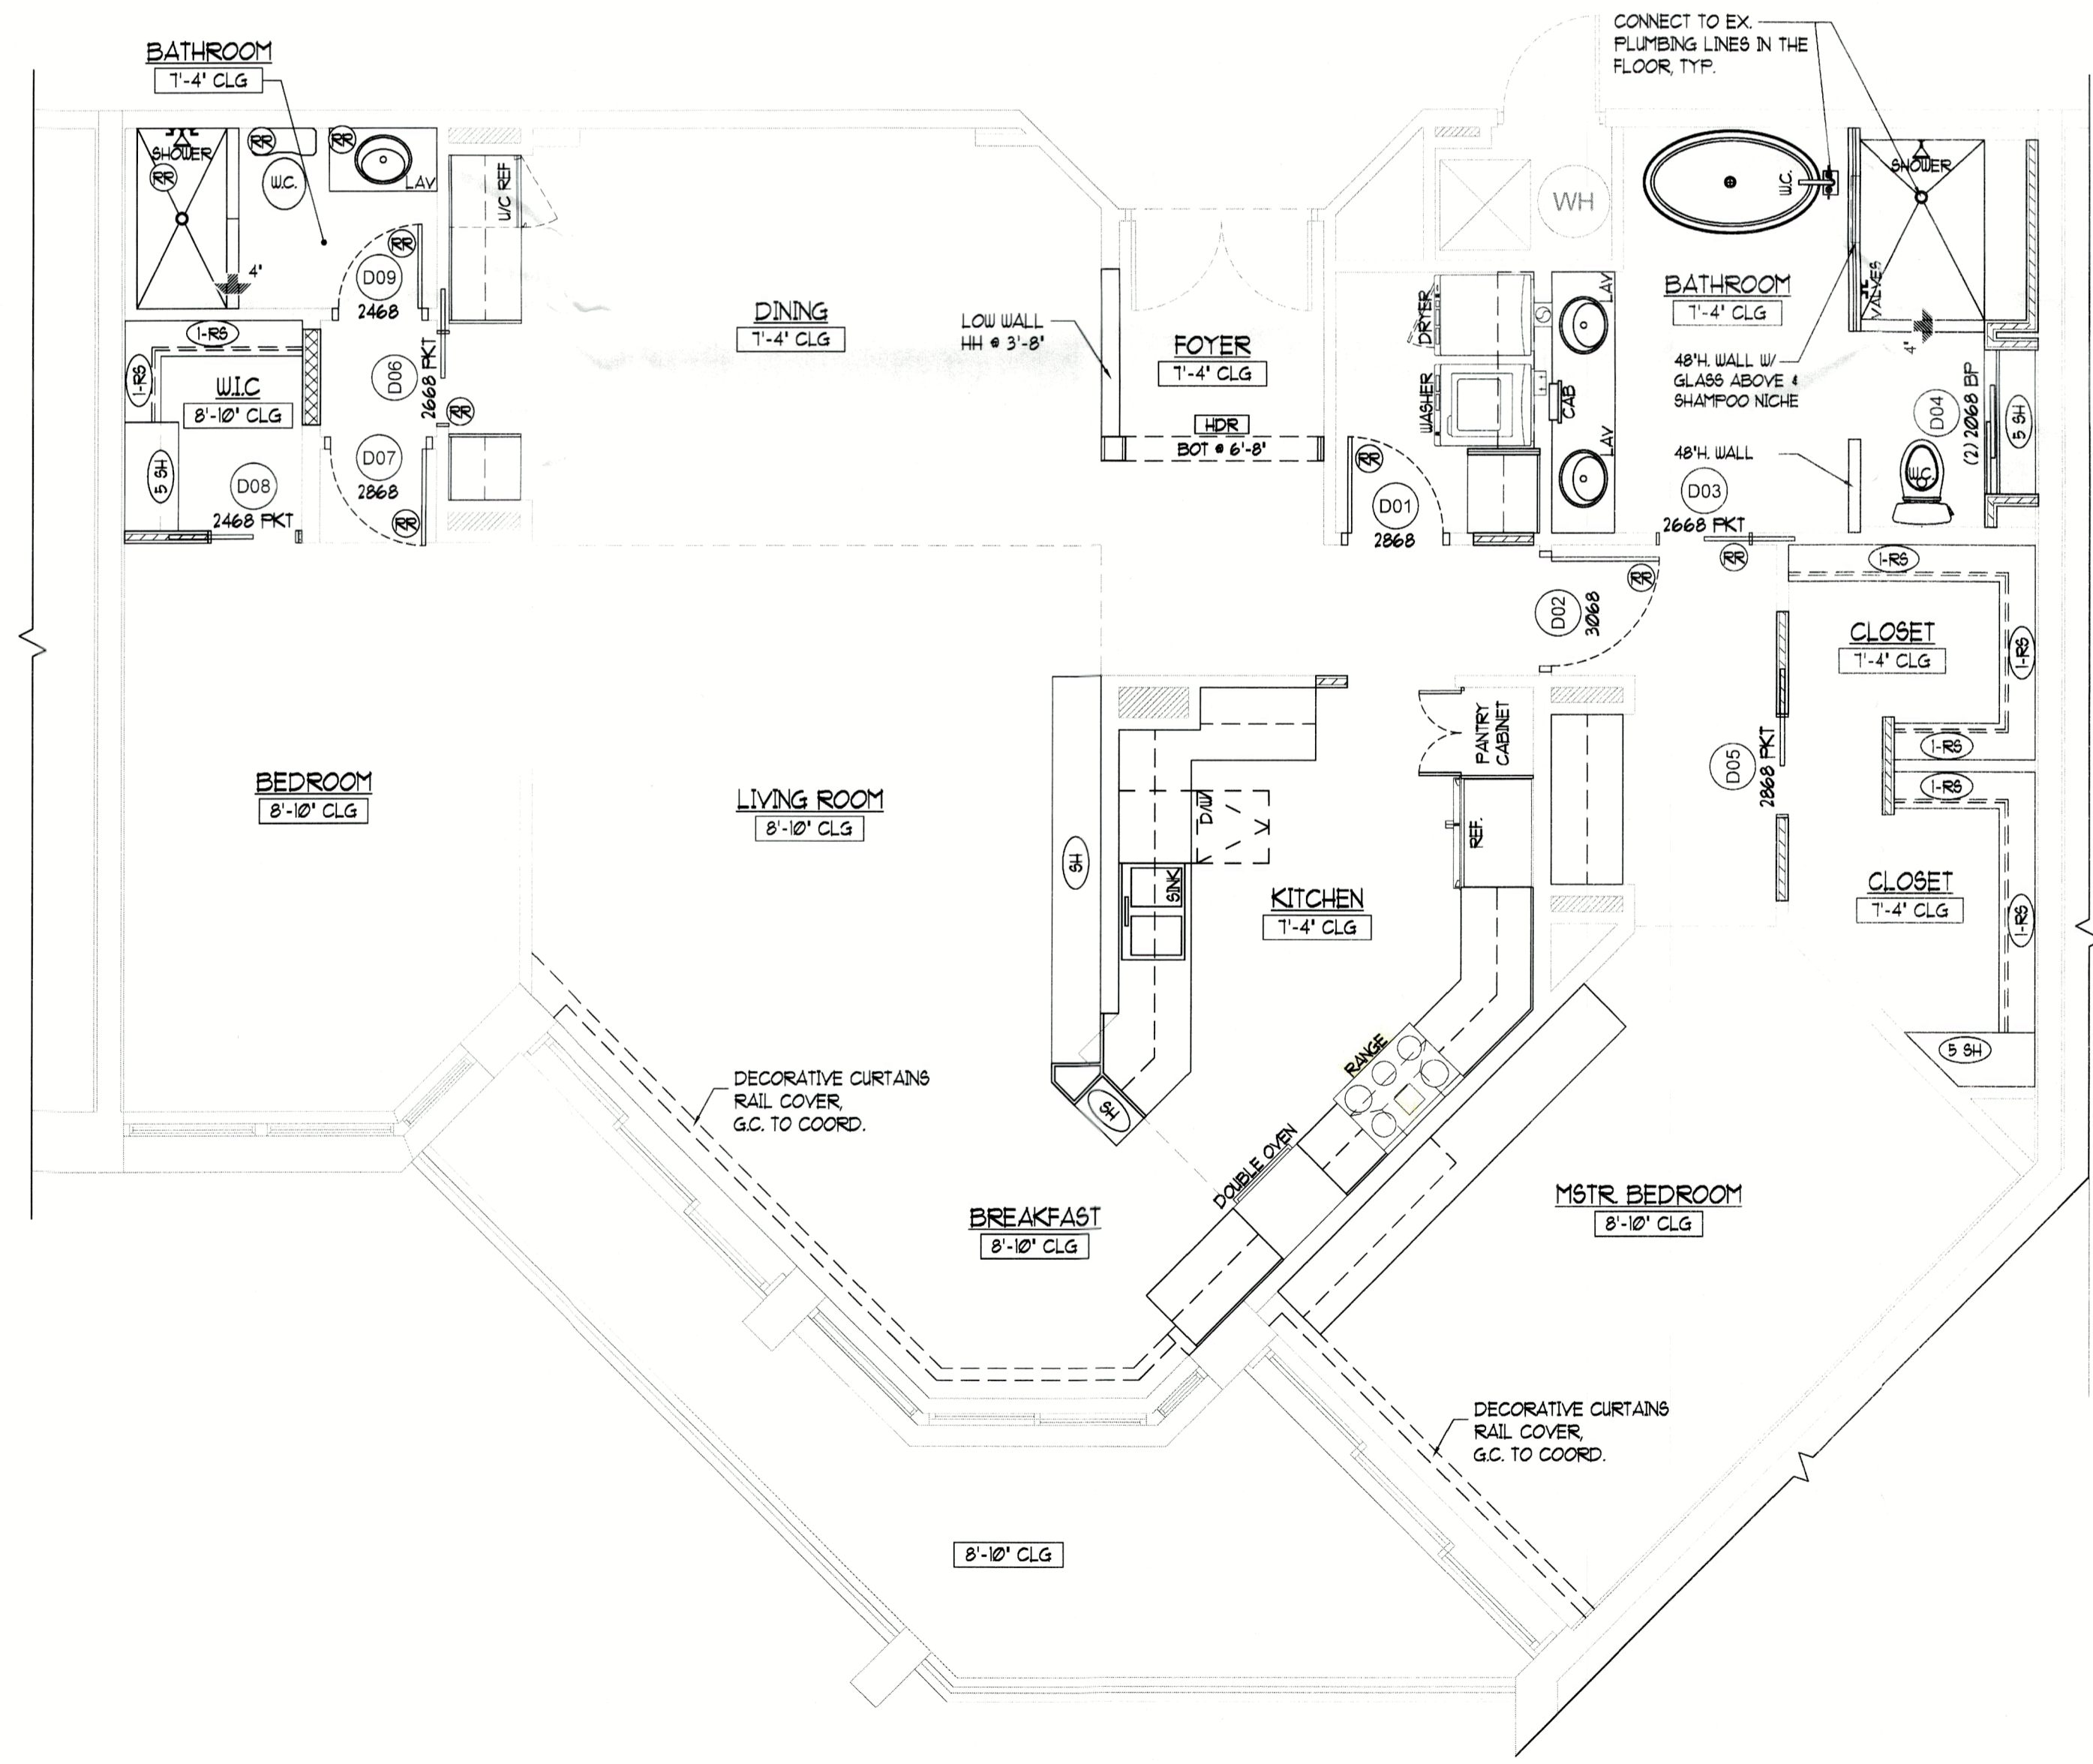 CONNECT TO EX.
PLUMBING LINES IN THE
FLOOR, TYP.
BATHROOM
7'-4" CLG
SHOWER
RR
RR
W.C.
RR
LAV
U/C REF
4"
RR
D09
2468
1-RS
1-RS
W.I.C
8'-10" CLG
5 SH
D08
2468 PKT
D06
2668 PKT
RR
D07
2868
RR
DINING
7'-4" CLG
LOW WALL
HH @ 3'-8"
FOYER
7'-4" CLG
HDR
BOT @ 6'-8"
WH
DRYER
WASHER
LAV
CAB
LAV
RR
D01
2868
W.C.
SHOWER
VALVES
4"
BATHROOM
7'-4" CLG
48"H. WALL W/
GLASS ABOVE &
SHAMPOO NICHE
48"H. WALL
D04
(2) 2068 BP
5 SH
W.C.
D03
2668 PKT
RR
RR
D02
3068
1-RS
CLOSET
7'-4" CLG
1-RS
1-RS
1-RS
D05
2868 PKT
CLOSET
7'-4" CLG
1-RS
5 SH
BEDROOM
8'-10" CLG
LIVING ROOM
8'-10" CLG
SH
D/W
SINK
PANTRY
CABINET
REF.
KITCHEN
7'-4" CLG
RANGE
SH
DOUBLE OVEN
DECORATIVE CURTAINS
RAIL COVER,
G.C. TO COORD.
BREAKFAST
8'-10" CLG
MSTR. BEDROOM
8'-10" CLG
DECORATIVE CURTAINS
RAIL COVER,
G.C. TO COORD.
8'-10" CLG